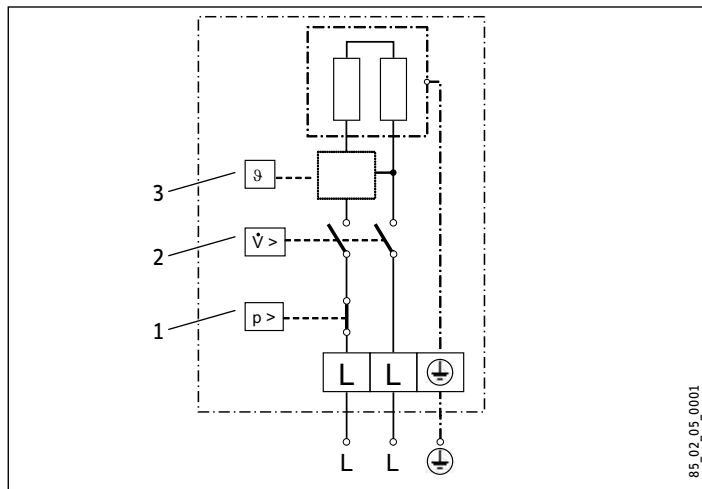 3
ϑ
2
V̇ >
1
p >
L L ⏚
L L ⏚
85_02_05_0001